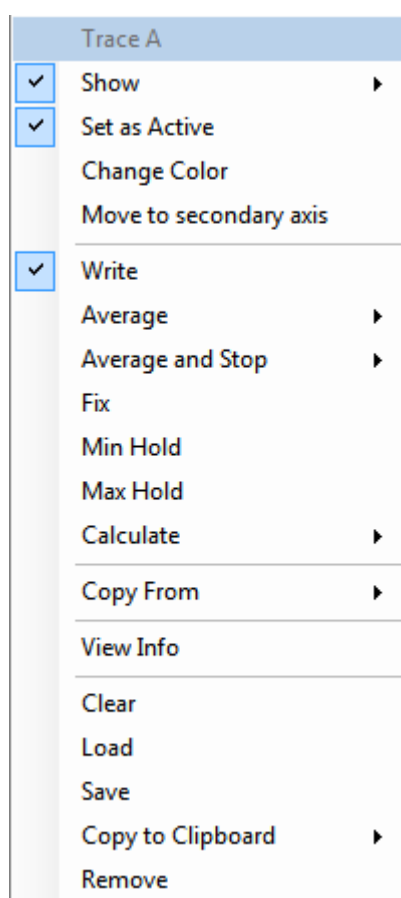 Trace A
Show
Set as Active
Change Color
Move to secondary axis
Write
Average
Average and Stop
Fix
Min Hold
Max Hold
Calculate
Copy From
View Info
Clear
Load
Save
Copy to Clipboard
Remove